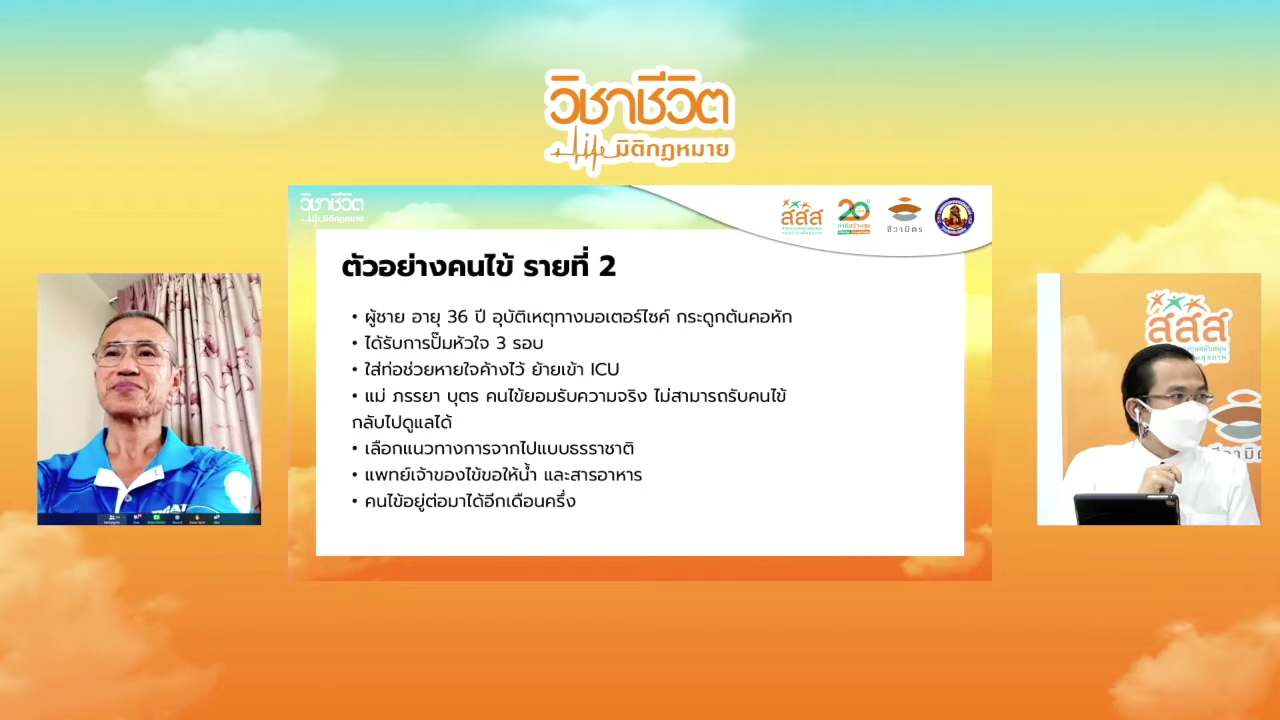 วิชาชีวิต
Life มิติกฎหมาย
วิชาชีวิต
Life มิติกฎหมาย
สสส
20
ชีวามิตร
ตัวอย่างคนไข้ รายที่ 2
• ผู้ชาย อายุ 36 ปี อุบัติเหตุทางมอเตอร์ไซค์ กระดูกต้นคอหัก
• ได้รับการปั๊มหัวใจ 3 รอบ
• ใส่ท่อช่วยหายใจค้างไว้ ย้ายเข้า ICU
• แม่ ภรรยา บุตร คนไข้ยอมรับความจริง ไม่สามารถรับคนไข้
กลับไปดูแลได้
• เลือกแนวทางการจากไปแบบธรราชาติ
• แพทย์เจ้าของไข้ขอให้น้ำ และสารอาหาร
• คนไข้อยู่ต่อมาได้อีกเดือนครึ่ง
สสส